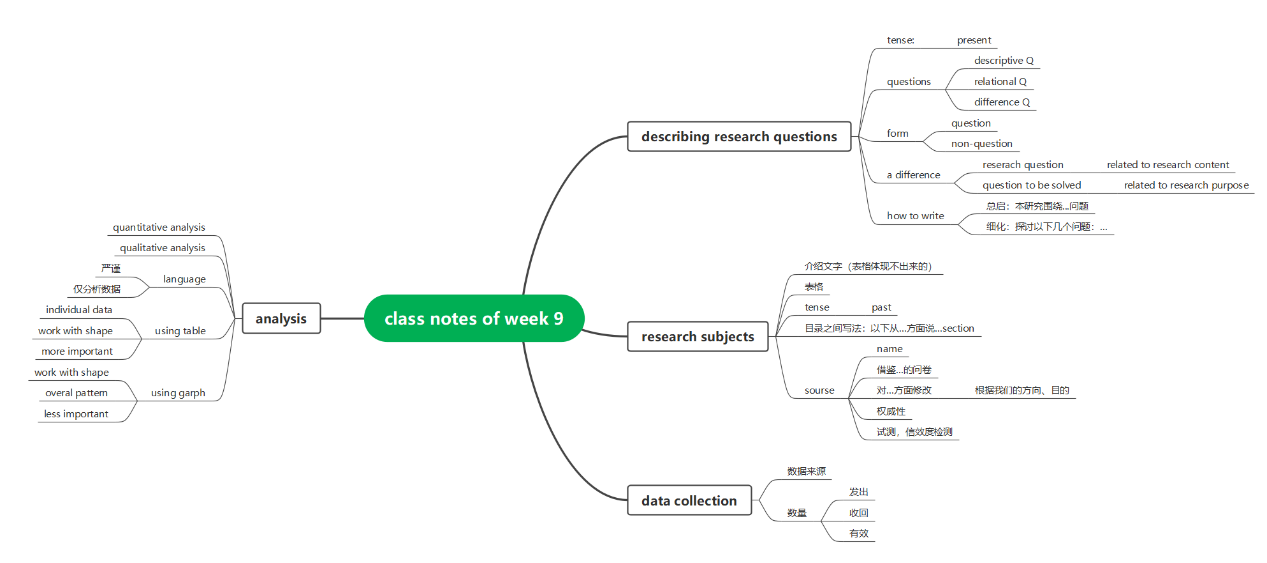 class notes of week 9
describing research questions
tense: present
questions
descriptive Q
relational Q
difference Q
form
question
non-question
a difference
reserach question related to research content
question to be solved related to research purpose
how to write
总启：本研究围绕...问题
细化：探讨以下几个问题：...
research subjects
介绍文字（表格体现不出来的）
表格
tense past
目录之间写法：以下从...方面说...section
sourse
name
借鉴...的问卷
对...方面修改 根据我们的方向、目的
权威性
试测，信效度检测
data collection
数据来源
数量
发出
收回
有效
analysis
quantitative analysis
qualitative analysis
language
严谨
仅分析数据
using table
individual data
work with shape
more important
using garph
work with shape
overal pattern
less important